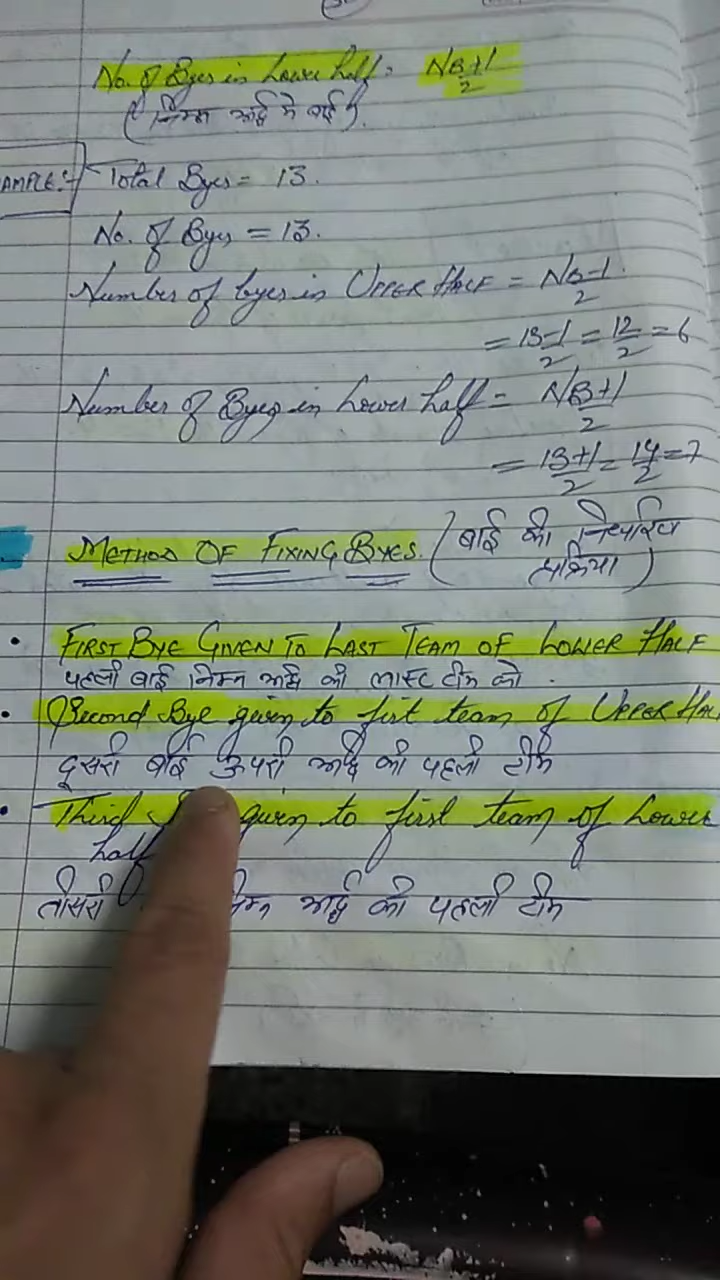 No. of Byes in Lower half = NB+1/2
(निम्न अर्द्ध मे बाई).
AMPLE:- Total Byes = 13.
No. of Byes = 13.
Number of byes in UPPER HALF = NB-1/2
= 13-1/2 = 12/2 = 6
Number of Byes in Lower half = NB+1/2
= 13+1/2 = 14/2 = 7
METHOD OF FIXING BYES. (बाई की निर्धारित
प्रक्रिया)
• FIRST BYE GIVEN TO LAST TEAM OF LOWER HALF
पहली बाई निम्न अर्द्ध की लास्ट टीम को .
• Second Bye given to first team of UPPER HAL
दूसरी बाई ऊपरी अर्द्ध की पहली टीम
• Third given to first team of Lower
half
तीसरी निम्न अर्द्ध की पहली टीम